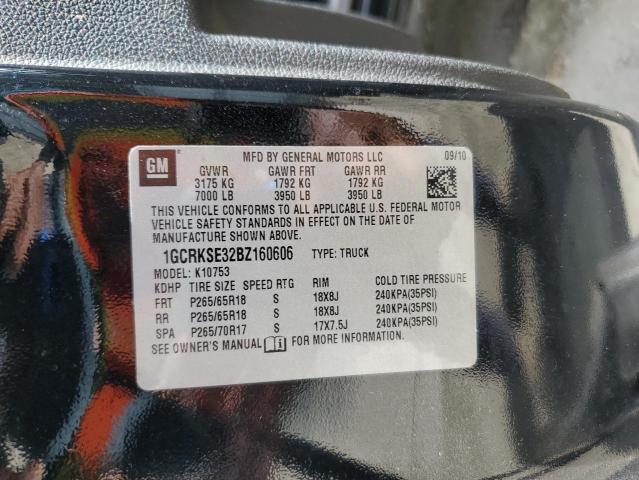 GM
MFD BY GENERAL MOTORS LLC 09/10
GVWR GAWR FRT GAWR RR
3175 KG 1792 KG 1792 KG
7000 LB 3950 LB 3950 LB
THIS VEHICLE CONFORMS TO ALL APPLICABLE U.S. FEDERAL MOTOR
VEHICLE SAFETY STANDARDS IN EFFECT ON THE DATE OF
MANUFACTURE SHOWN ABOVE.
1GCRKSE32BZ160606 TYPE: TRUCK
MODEL: K10753
KDHP TIRE SIZE SPEED RTG RIM COLD TIRE PRESSURE
FRT P265/65R18 S 18X8J 240KPA(35PSI)
RR P265/65R18 S 18X8J 240KPA(35PSI)
SPA P265/70R17 S 17X7.5J 240KPA(35PSI)
SEE OWNER'S MANUAL FOR MORE INFORMATION.